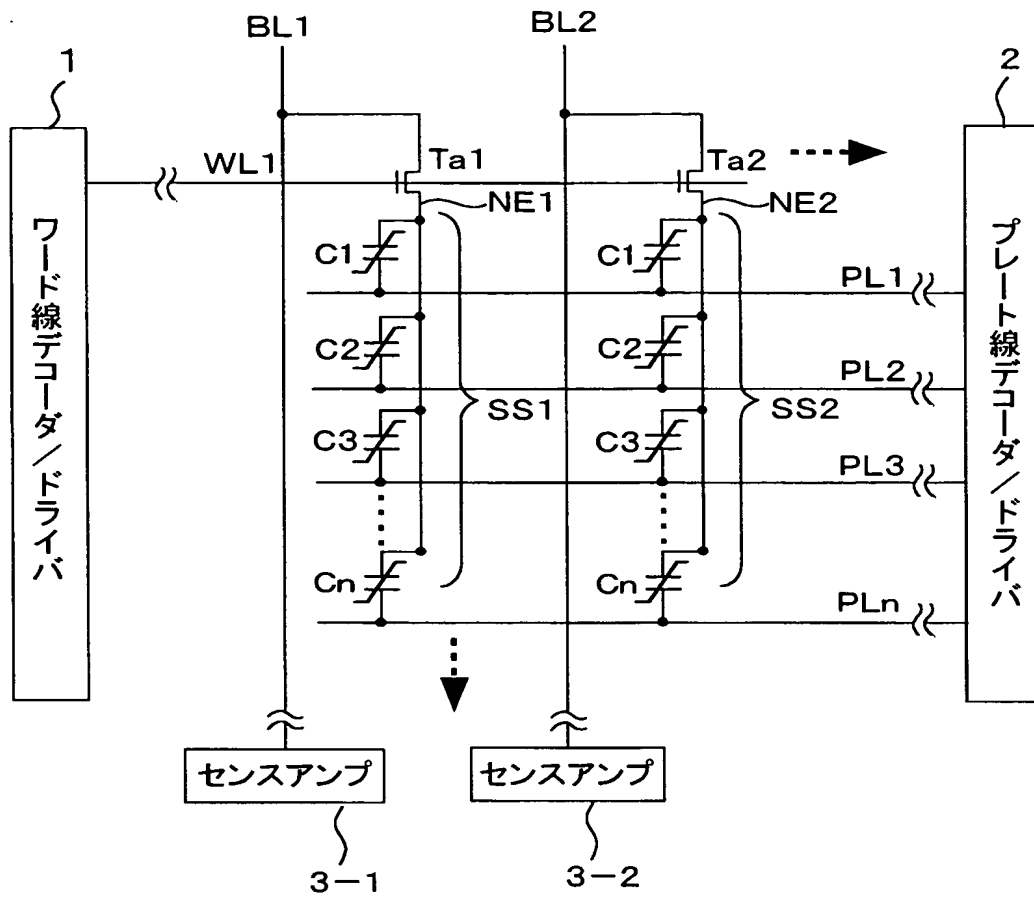 BL1
BL2
1
2
WL1
Ta1
Ta2
NE1
NE2
ワード線デコーダ/ドライバ
プレート線デコーダ/ドライバ
C1
C1
PL1
C2
C2
PL2
SS1
SS2
C3
C3
PL3
Cn
Cn
PLn
センスアンプ
センスアンプ
3-1
3-2